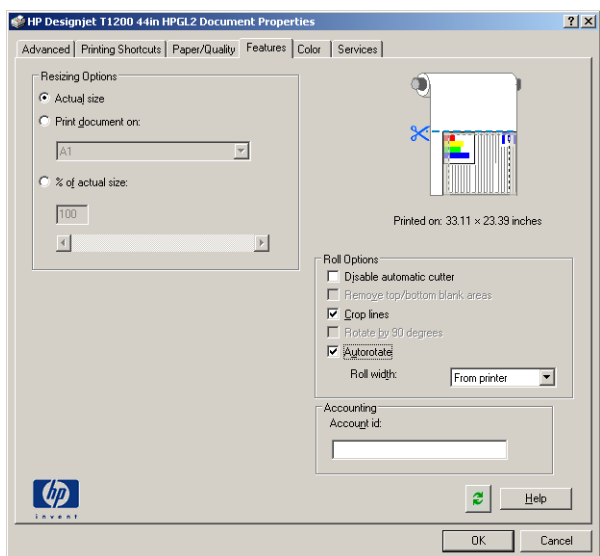 HP Designjet T1200 44in HPGL2 Document Properties
Advanced Printing Shortcuts Paper/Quality Features Color Services
Resizing Options
Actual size
Print document on:
A1
% of actual size:
100
Printed on: 33.11 × 23.39 inches
Roll Options
Disable automatic cutter
Remove top/bottom blank areas
Crop lines
Rotate by 90 degrees
Autorotate
Roll width: From printer
Accounting
Account id:
hp
invent
Help
OK Cancel